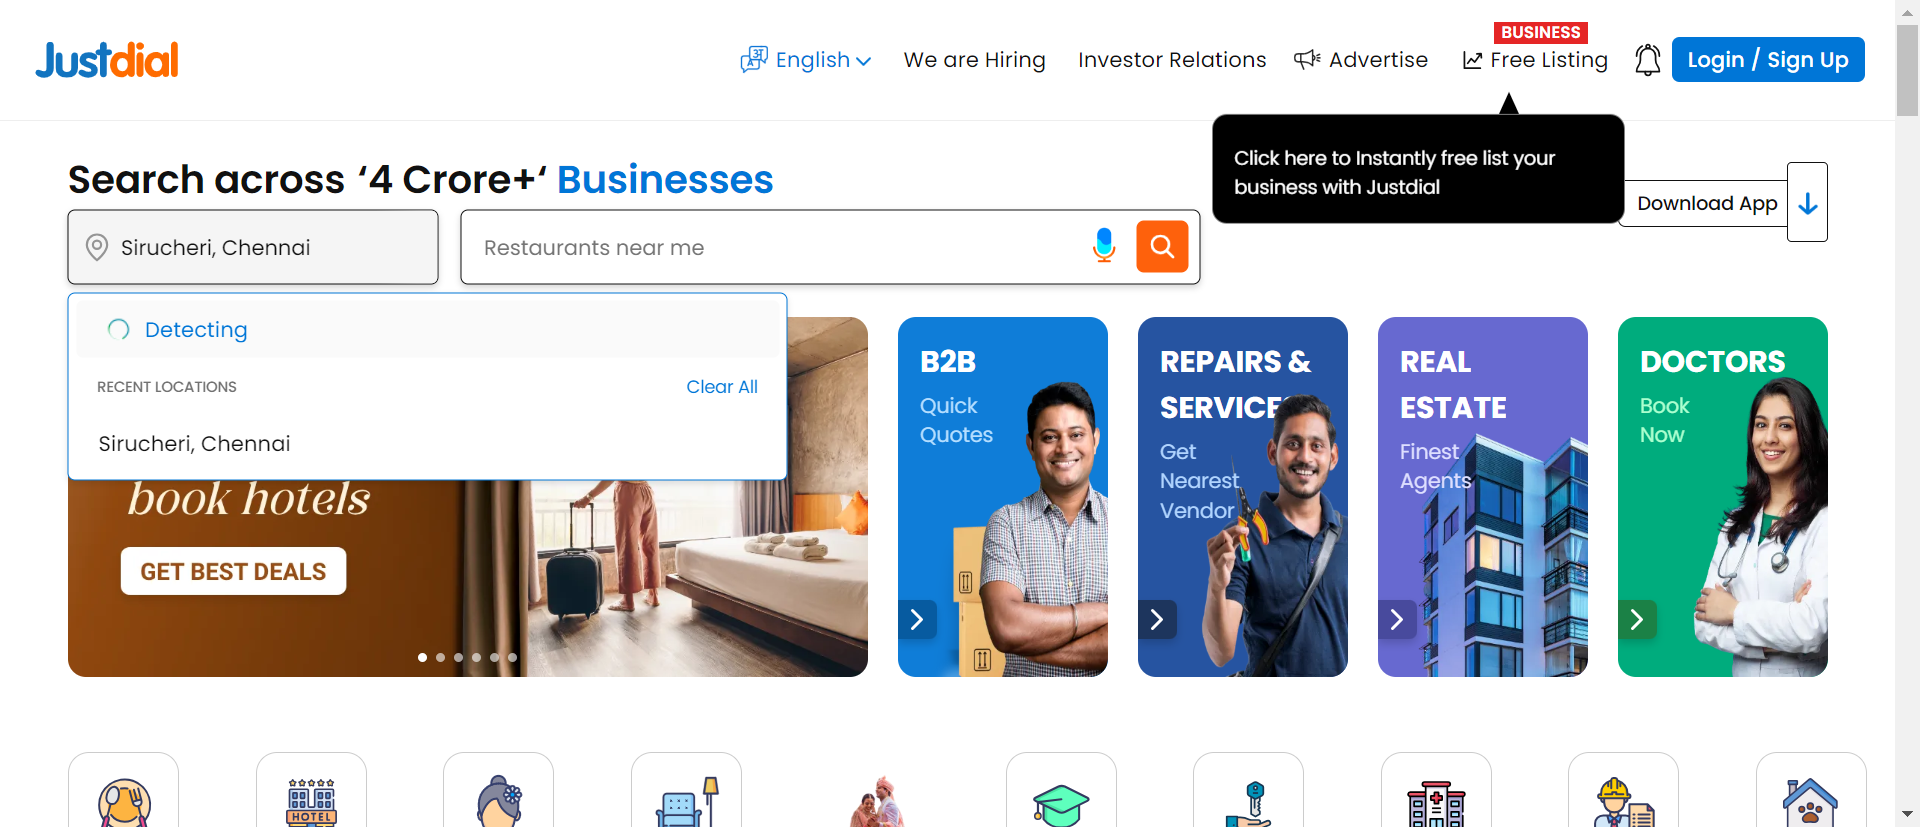 Justdial
English
We are Hiring
Investor Relations
Advertise
BUSINESS
Free Listing
Login / Sign Up
Click here to Instantly free list your
business with Justdial
Download App
Search across ‘4 Crore+‘ Businesses
Sirucheri, Chennai
Restaurants near me
Detecting
RECENT LOCATIONS
Clear All
Sirucheri, Chennai
book hotels
GET BEST DEALS
B2B
Quick
Quotes
REPAIRS &
SERVICES
Get
Nearest
Vendor
REAL
ESTATE
Finest
Agents
DOCTORS
Book
Now
HOTEL